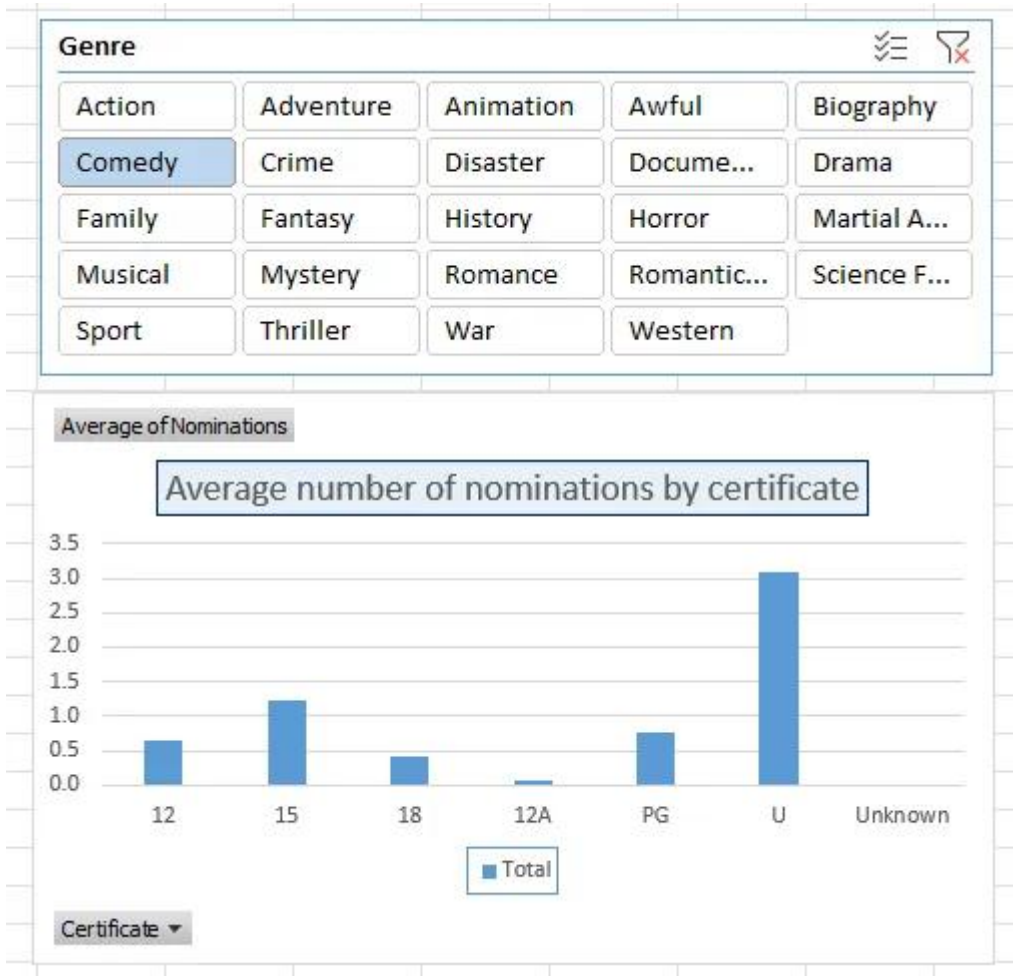 Genre
Action Adventure Animation Awful Biography
Comedy Crime Disaster Docume... Drama
Family Fantasy History Horror Martial A...
Musical Mystery Romance Romantic... Science F...
Sport Thriller War Western
Average of Nominations
Average number of nominations by certificate
3.5
3.0
2.5
2.0
1.5
1.0
0.5
0.0
12 15 18 12A PG U Unknown
Total
Certificate